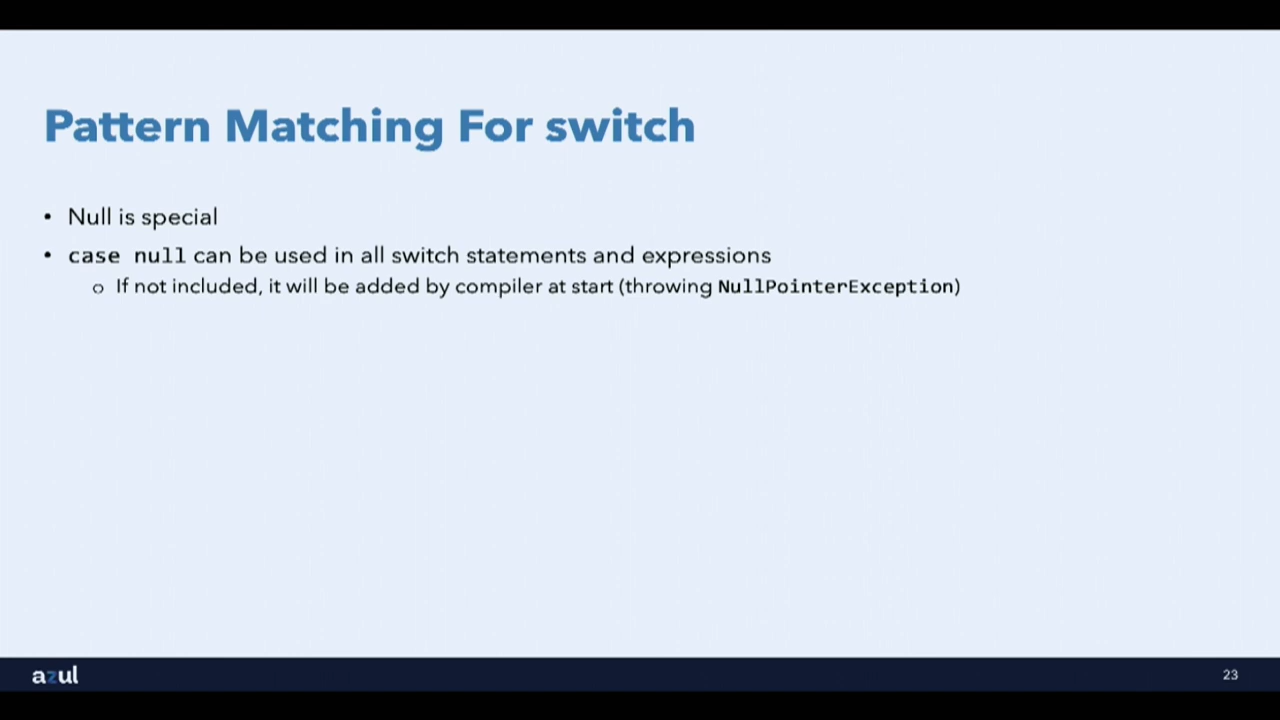 Pattern Matching For switch
• Null is special
• case null can be used in all switch statements and expressions
o If not included, it will be added by compiler at start (throwing NullPointerException)
azul
23